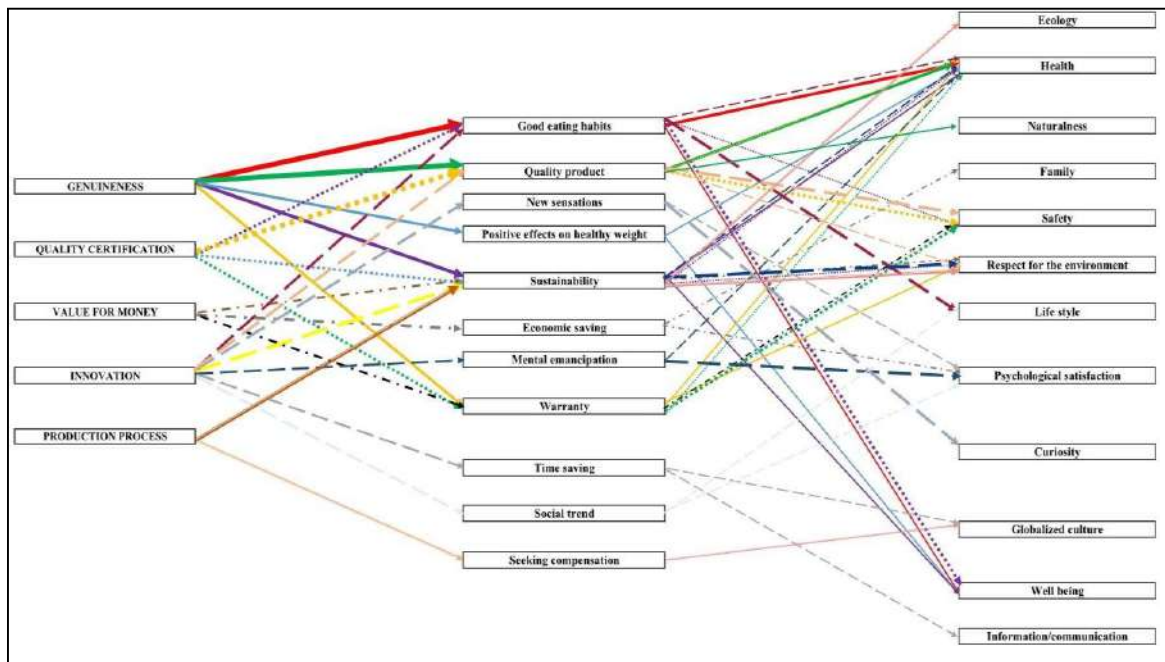 GENUINENESS
QUALITY CERTIFICATION
VALUE FOR MONEY
INNOVATION
PRODUCTION PROCESS
Good eating habits
Quality product
New sensations
Positive effects on healthy weight
Sustainability
Economic saving
Mental emancipation
Warranty
Time saving
Social trend
Seeking compensation
Ecology
Health
Naturalness
Family
Safety
Respect for the environment
Life style
Psychological satisfaction
Curiosity
Globalized culture
Well being
Information/communication